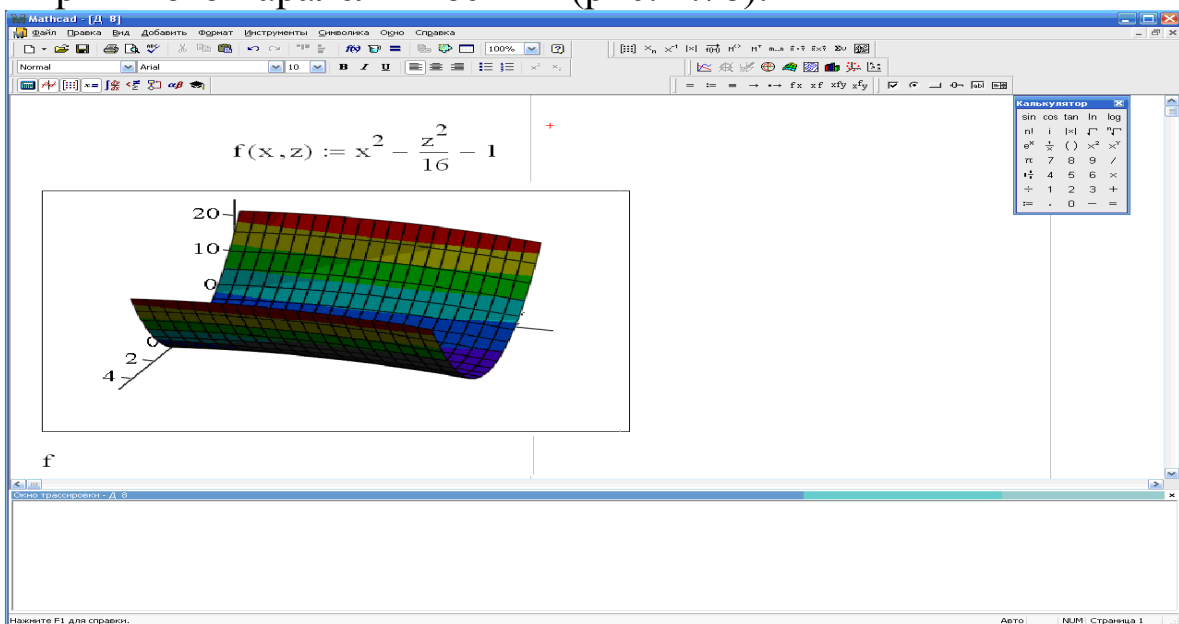 Mathcad - [Д_8]
Файл Правка Вид Добавить Формат Инструменты Символика Окно Справка
100%
Normal Arial 10 B I U
f(x,z) := x² − z²/16 − 1
Калькулятор
sin cos tan ln log
n! i |×|
π 7 8 9 /
4 5 6 ×
÷ 1 2 3 +
:= . 0 − =
20
10
0
0
2
4
f
Окно трассировки - Д_8
Нажмите F1 для справки.
Авто NUM Страница 1